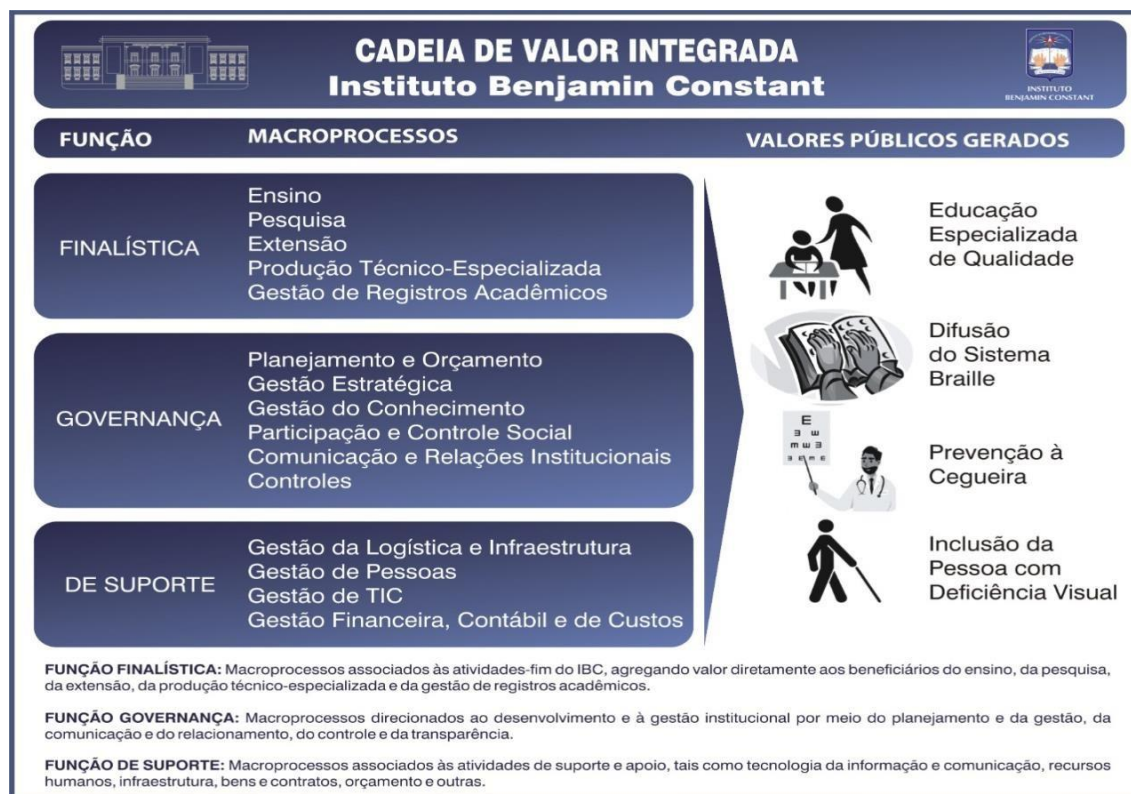 CADEIA DE VALOR INTEGRADA
Instituto Benjamin Constant
INSTITUTO
BENJAMIN CONSTANT
FUNÇÃO
MACROPROCESSOS
VALORES PÚBLICOS GERADOS
FINALÍSTICA
Ensino
Pesquisa
Extensão
Produção Técnico-Especializada
Gestão de Registros Acadêmicos
GOVERNANÇA
Planejamento e Orçamento
Gestão Estratégica
Gestão do Conhecimento
Participação e Controle Social
Comunicação e Relações Institucionais
Controles
DE SUPORTE
Gestão da Logística e Infraestrutura
Gestão de Pessoas
Gestão de TIC
Gestão Financeira, Contábil e de Custos
Educação
Especializada
de Qualidade
Difusão
do Sistema
Braille
E
Prevenção à
Cegueira
Inclusão da
Pessoa com
Deficiência Visual
FUNÇÃO FINALÍSTICA: Macroprocessos associados às atividades-fim do IBC, agregando valor diretamente aos beneficiários do ensino, da pesquisa,
da extensão, da produção técnico-especializada e da gestão de registros acadêmicos.
FUNÇÃO GOVERNANÇA: Macroprocessos direcionados ao desenvolvimento e à gestão institucional por meio do planejamento e da gestão, da
comunicação e do relacionamento, do controle e da transparência.
FUNÇÃO DE SUPORTE: Macroprocessos associados às atividades de suporte e apoio, tais como tecnologia da informação e comunicação, recursos
humanos, infraestrutura, bens e contratos, orçamento e outras.